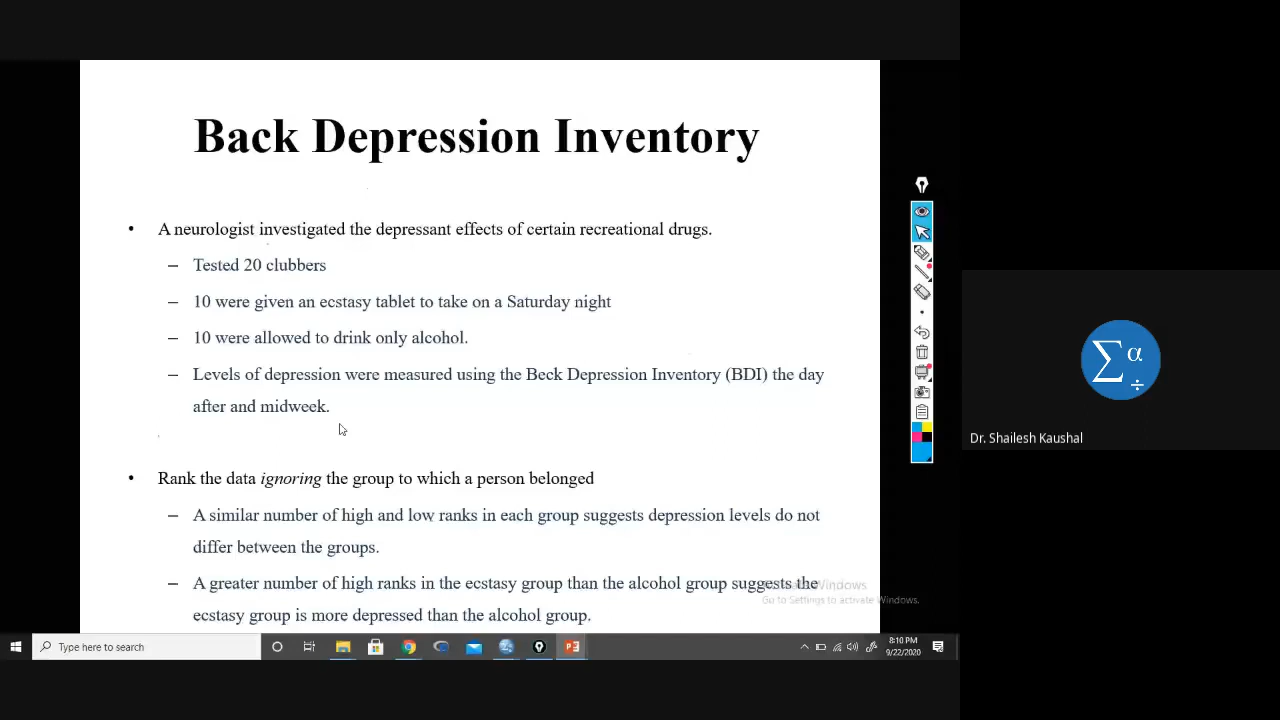 Back Depression Inventory
• A neurologist investigated the depressant effects of certain recreational drugs.
– Tested 20 clubbers
– 10 were given an ecstasy tablet to take on a Saturday night
– 10 were allowed to drink only alcohol.
– Levels of depression were measured using the Beck Depression Inventory (BDI) the day
after and midweek.
• Rank the data ignoring the group to which a person belonged
– A similar number of high and low ranks in each group suggests depression levels do not
differ between the groups.
– A greater number of high ranks in the ecstasy group than the alcohol group suggests the
ecstasy group is more depressed than the alcohol group.
Activate Windows
Go to Settings to activate Windows.
Type here to search
8:10 PM
9/22/2020
Σ α ÷
Dr. Shailesh Kaushal